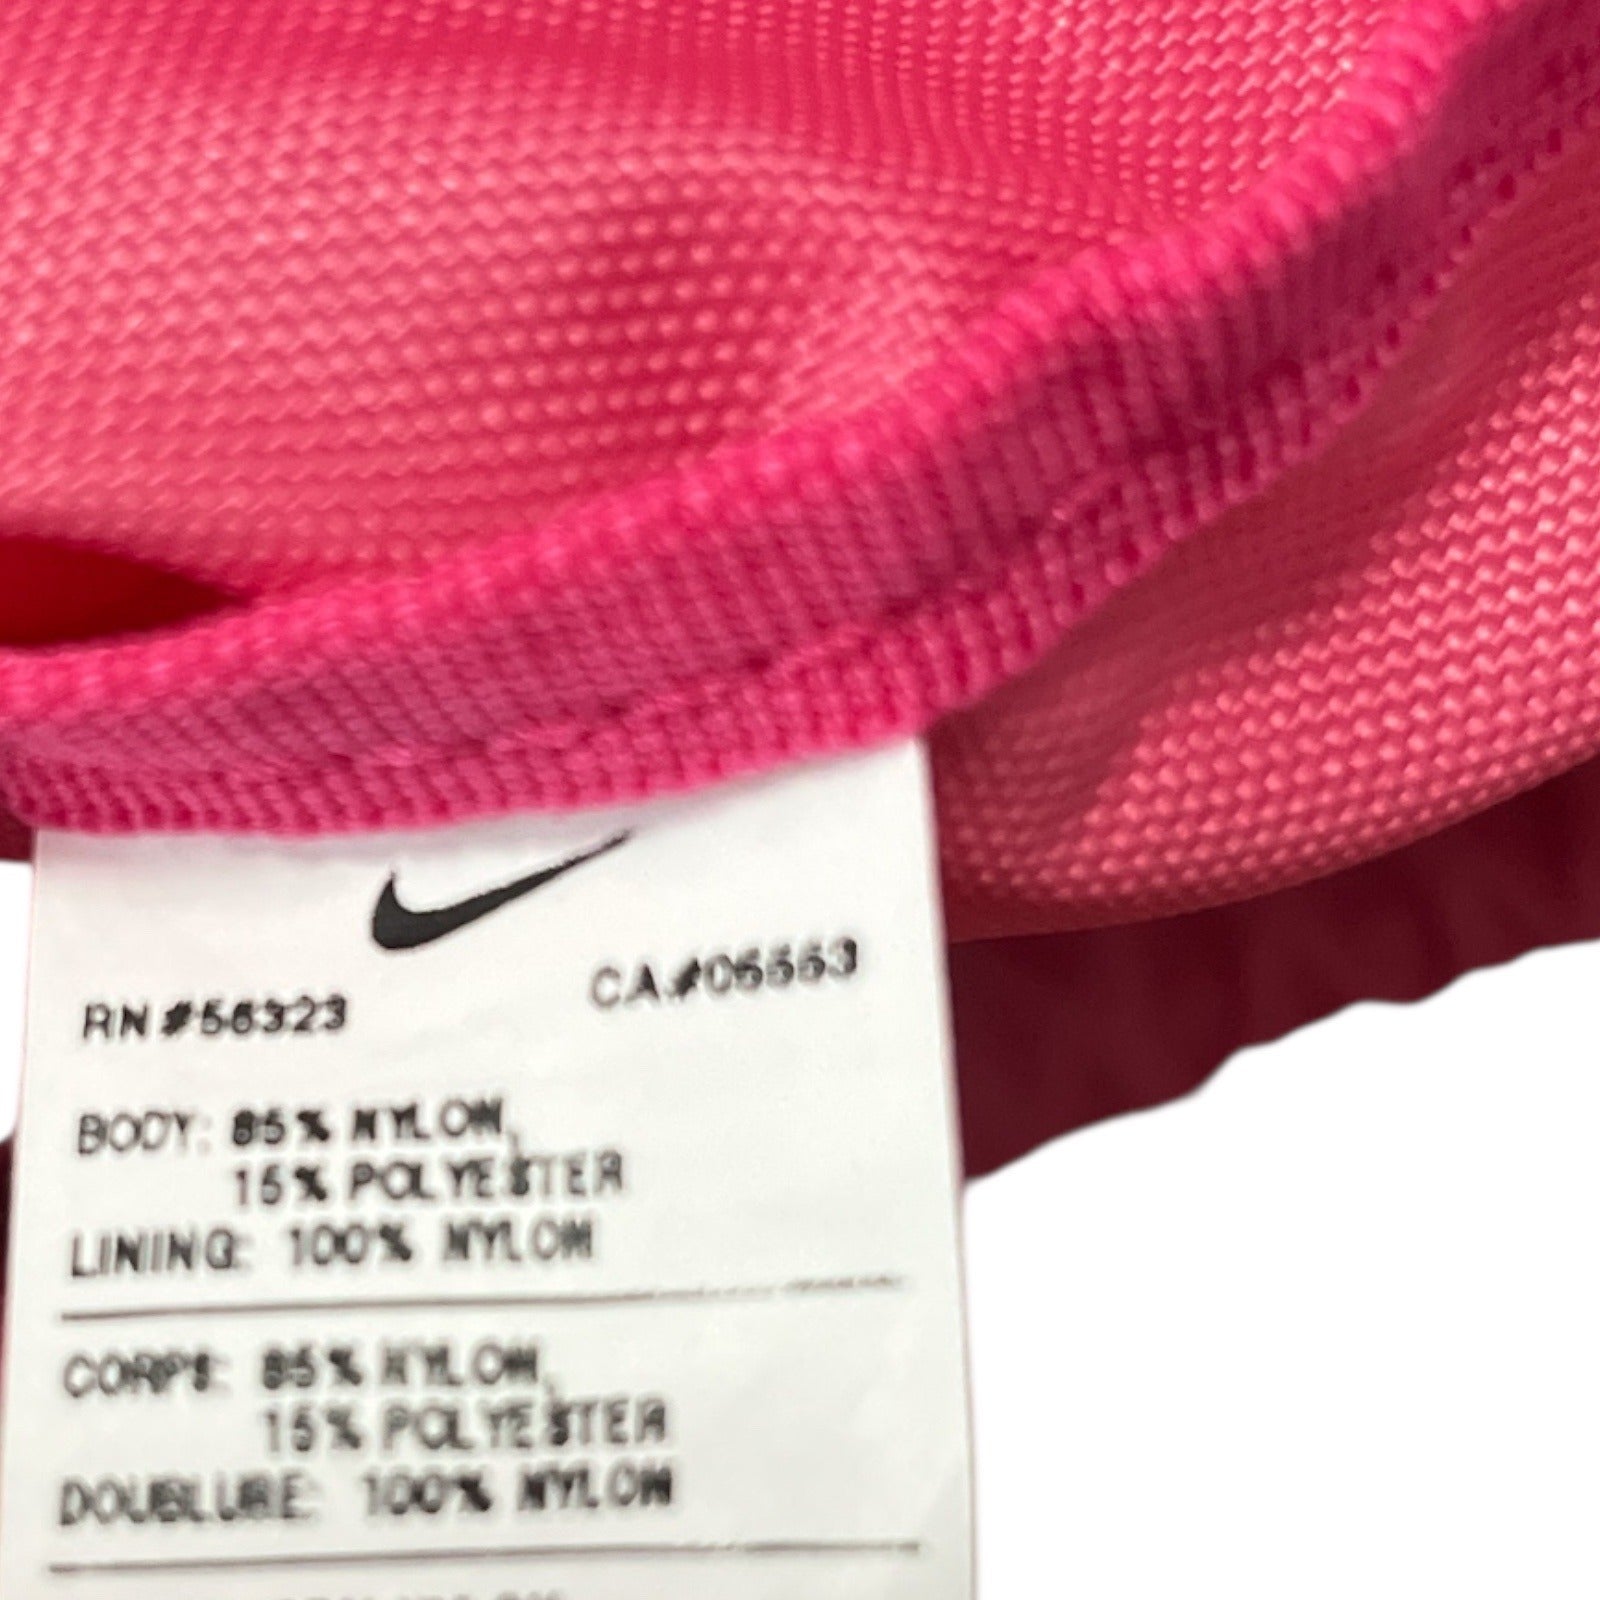 RN #56323 CA#05553
BODY: 85% NYLON,
15% POLYESTER
LINING: 100% NYLON
CORPS: 85% NYLON,
15% POLYESTER
DOUBLURE: 100% NYLON